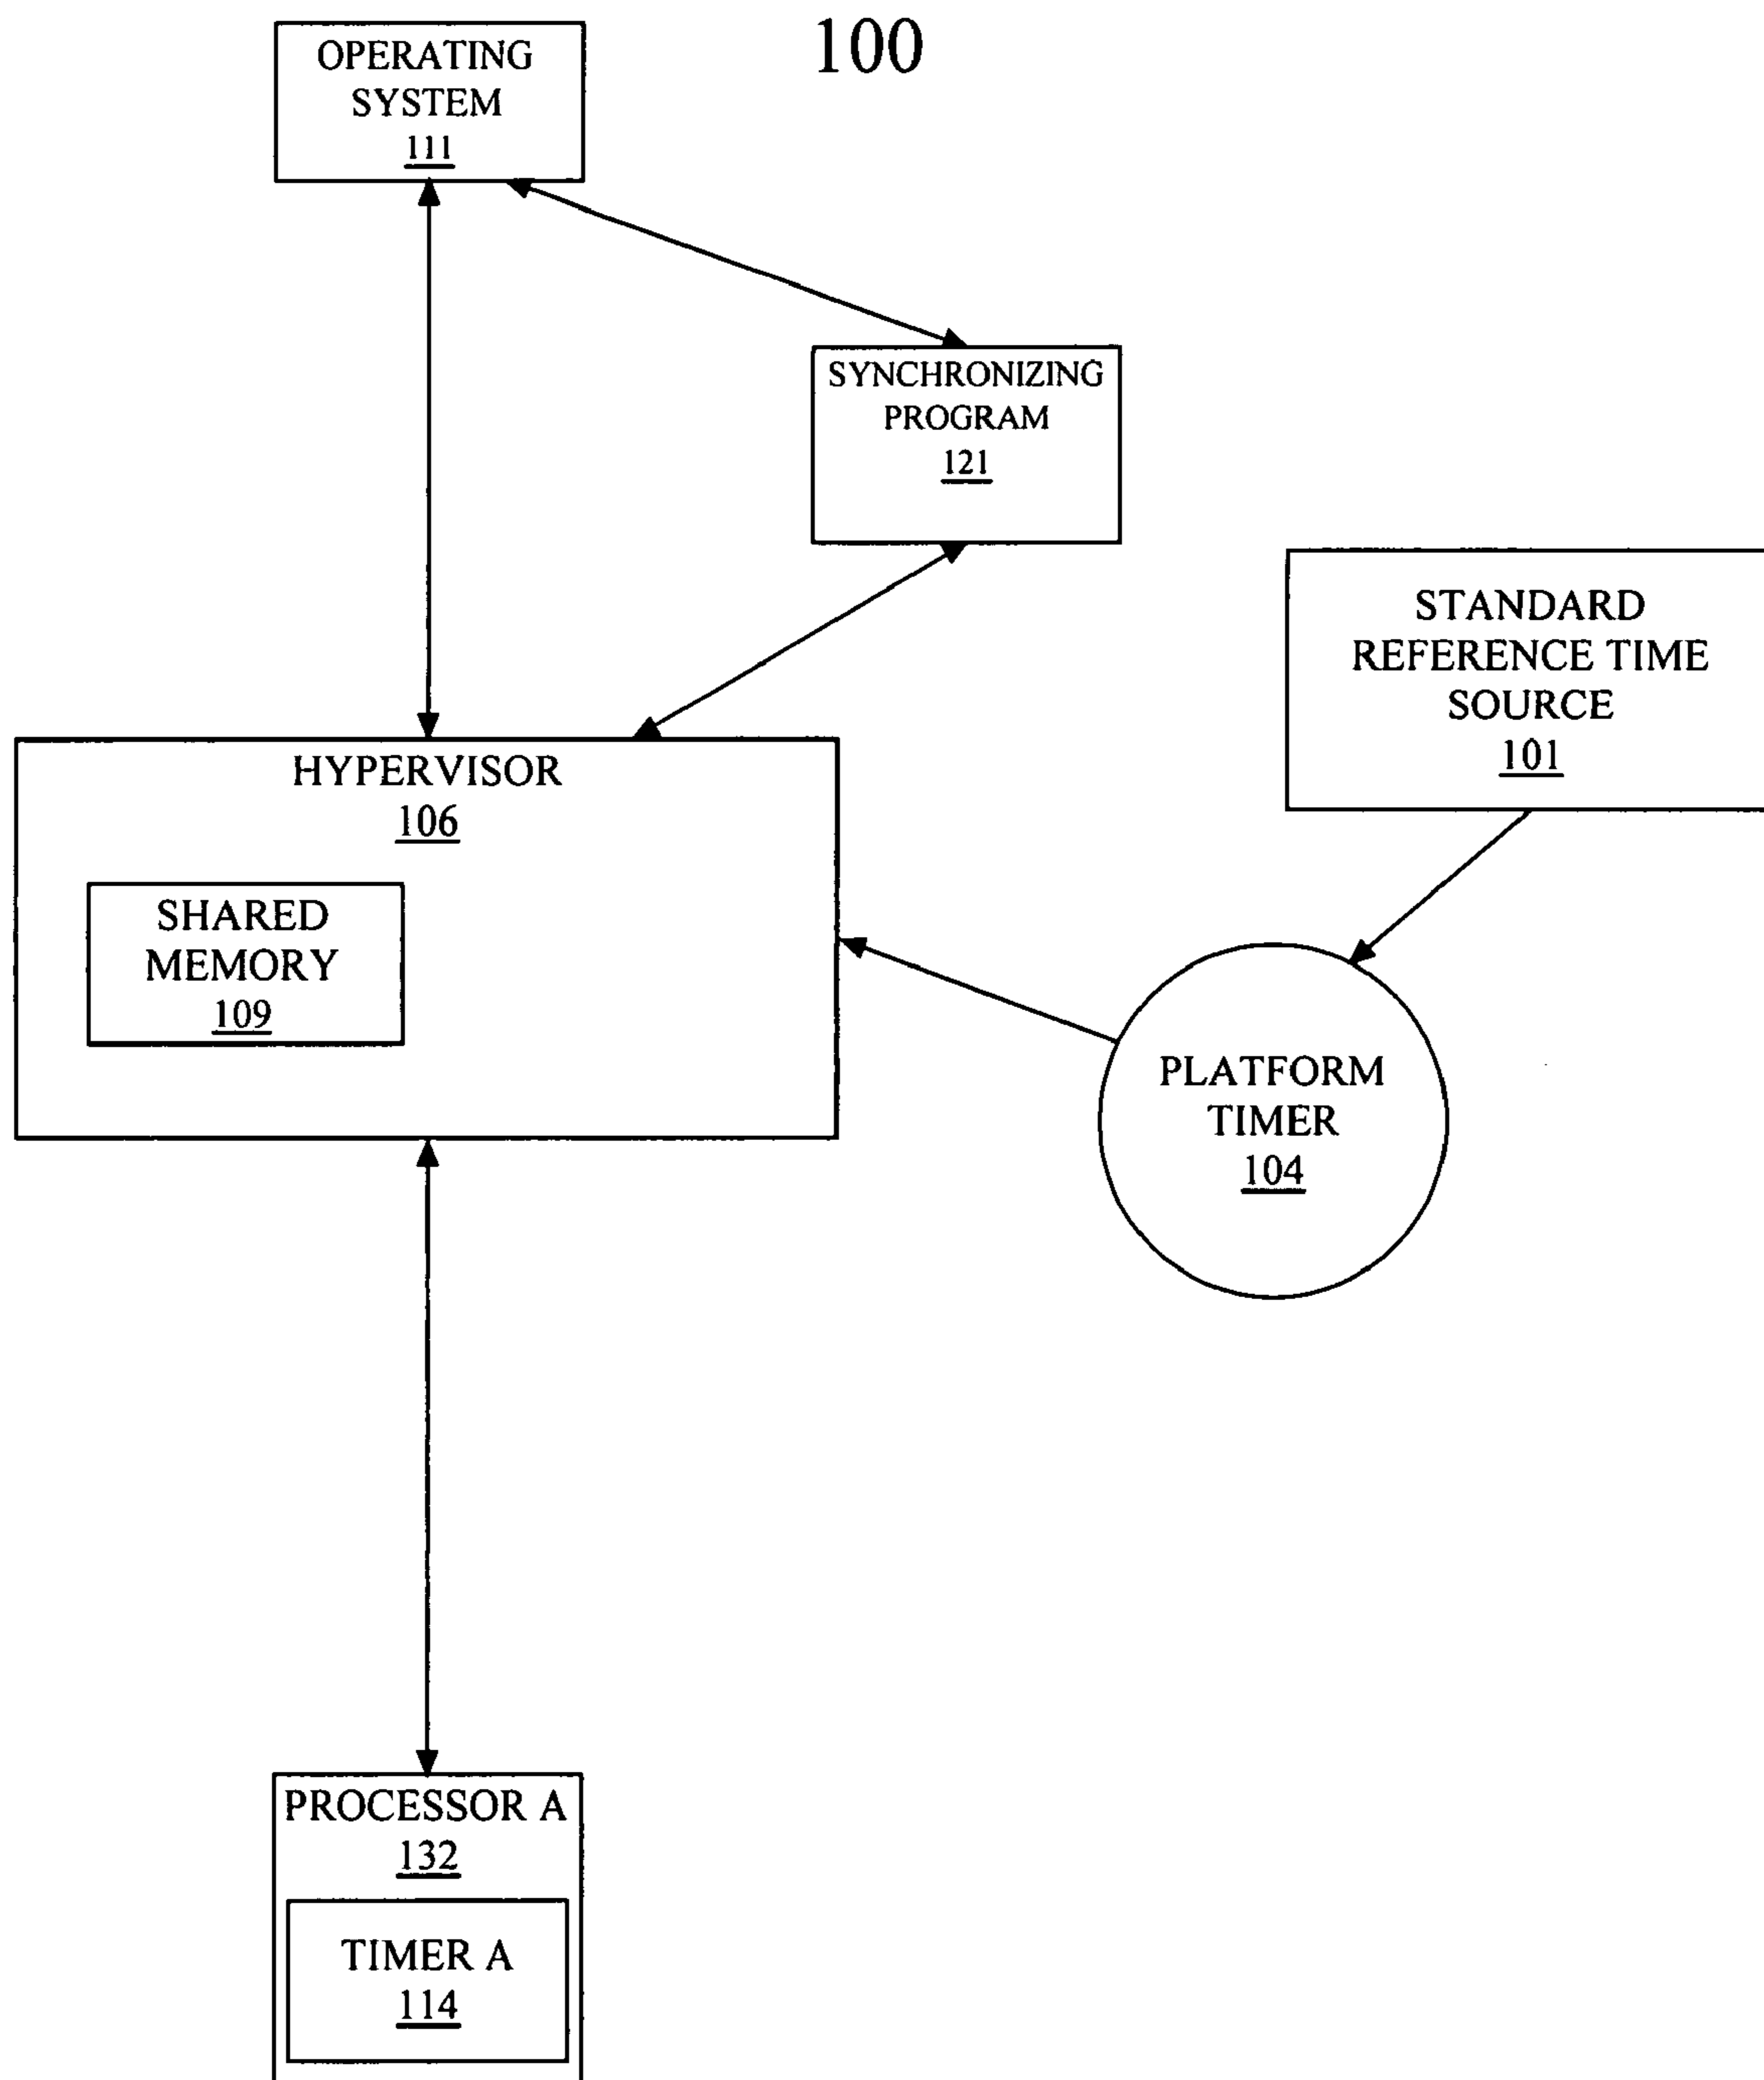 100
OPERATING
SYSTEM
111
SYNCHRONIZING
PROGRAM
121
STANDARD
REFERENCE TIME
SOURCE
101
HYPERVISOR
106
SHARED
MEMORY
109
PLATFORM
TIMER
104
PROCESSOR A
132
TIMER A
114